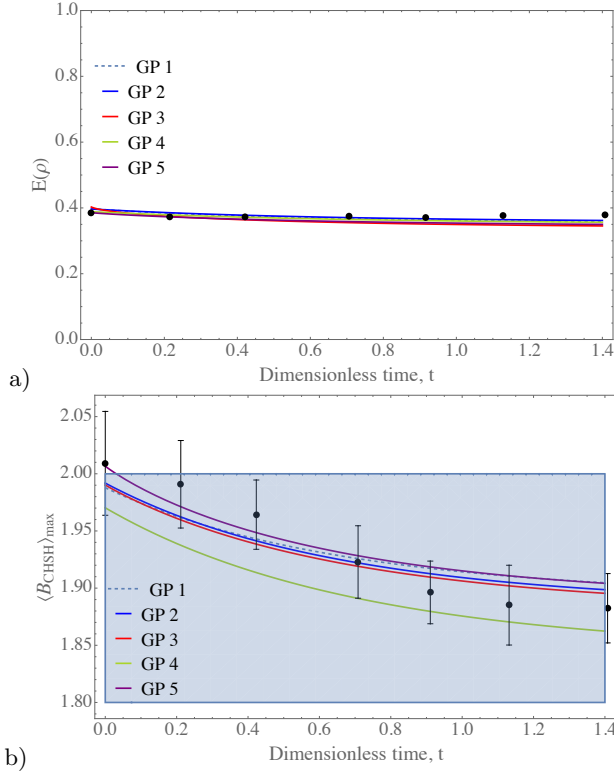 1.0
0.8
0.6
0.4
0.2
0.0
E(ρ)
GP 1
GP 2
GP 3
GP 4
GP 5
0.0 0.2 0.4 0.6 0.8 1.0 1.2 1.4
Dimensionless time, t
a)
2.05
2.00
1.95
1.90
1.85
1.80
⟨B_CHSH⟩_max
GP 1
GP 2
GP 3
GP 4
GP 5
0.0 0.2 0.4 0.6 0.8 1.0 1.2 1.4
Dimensionless time, t
b)